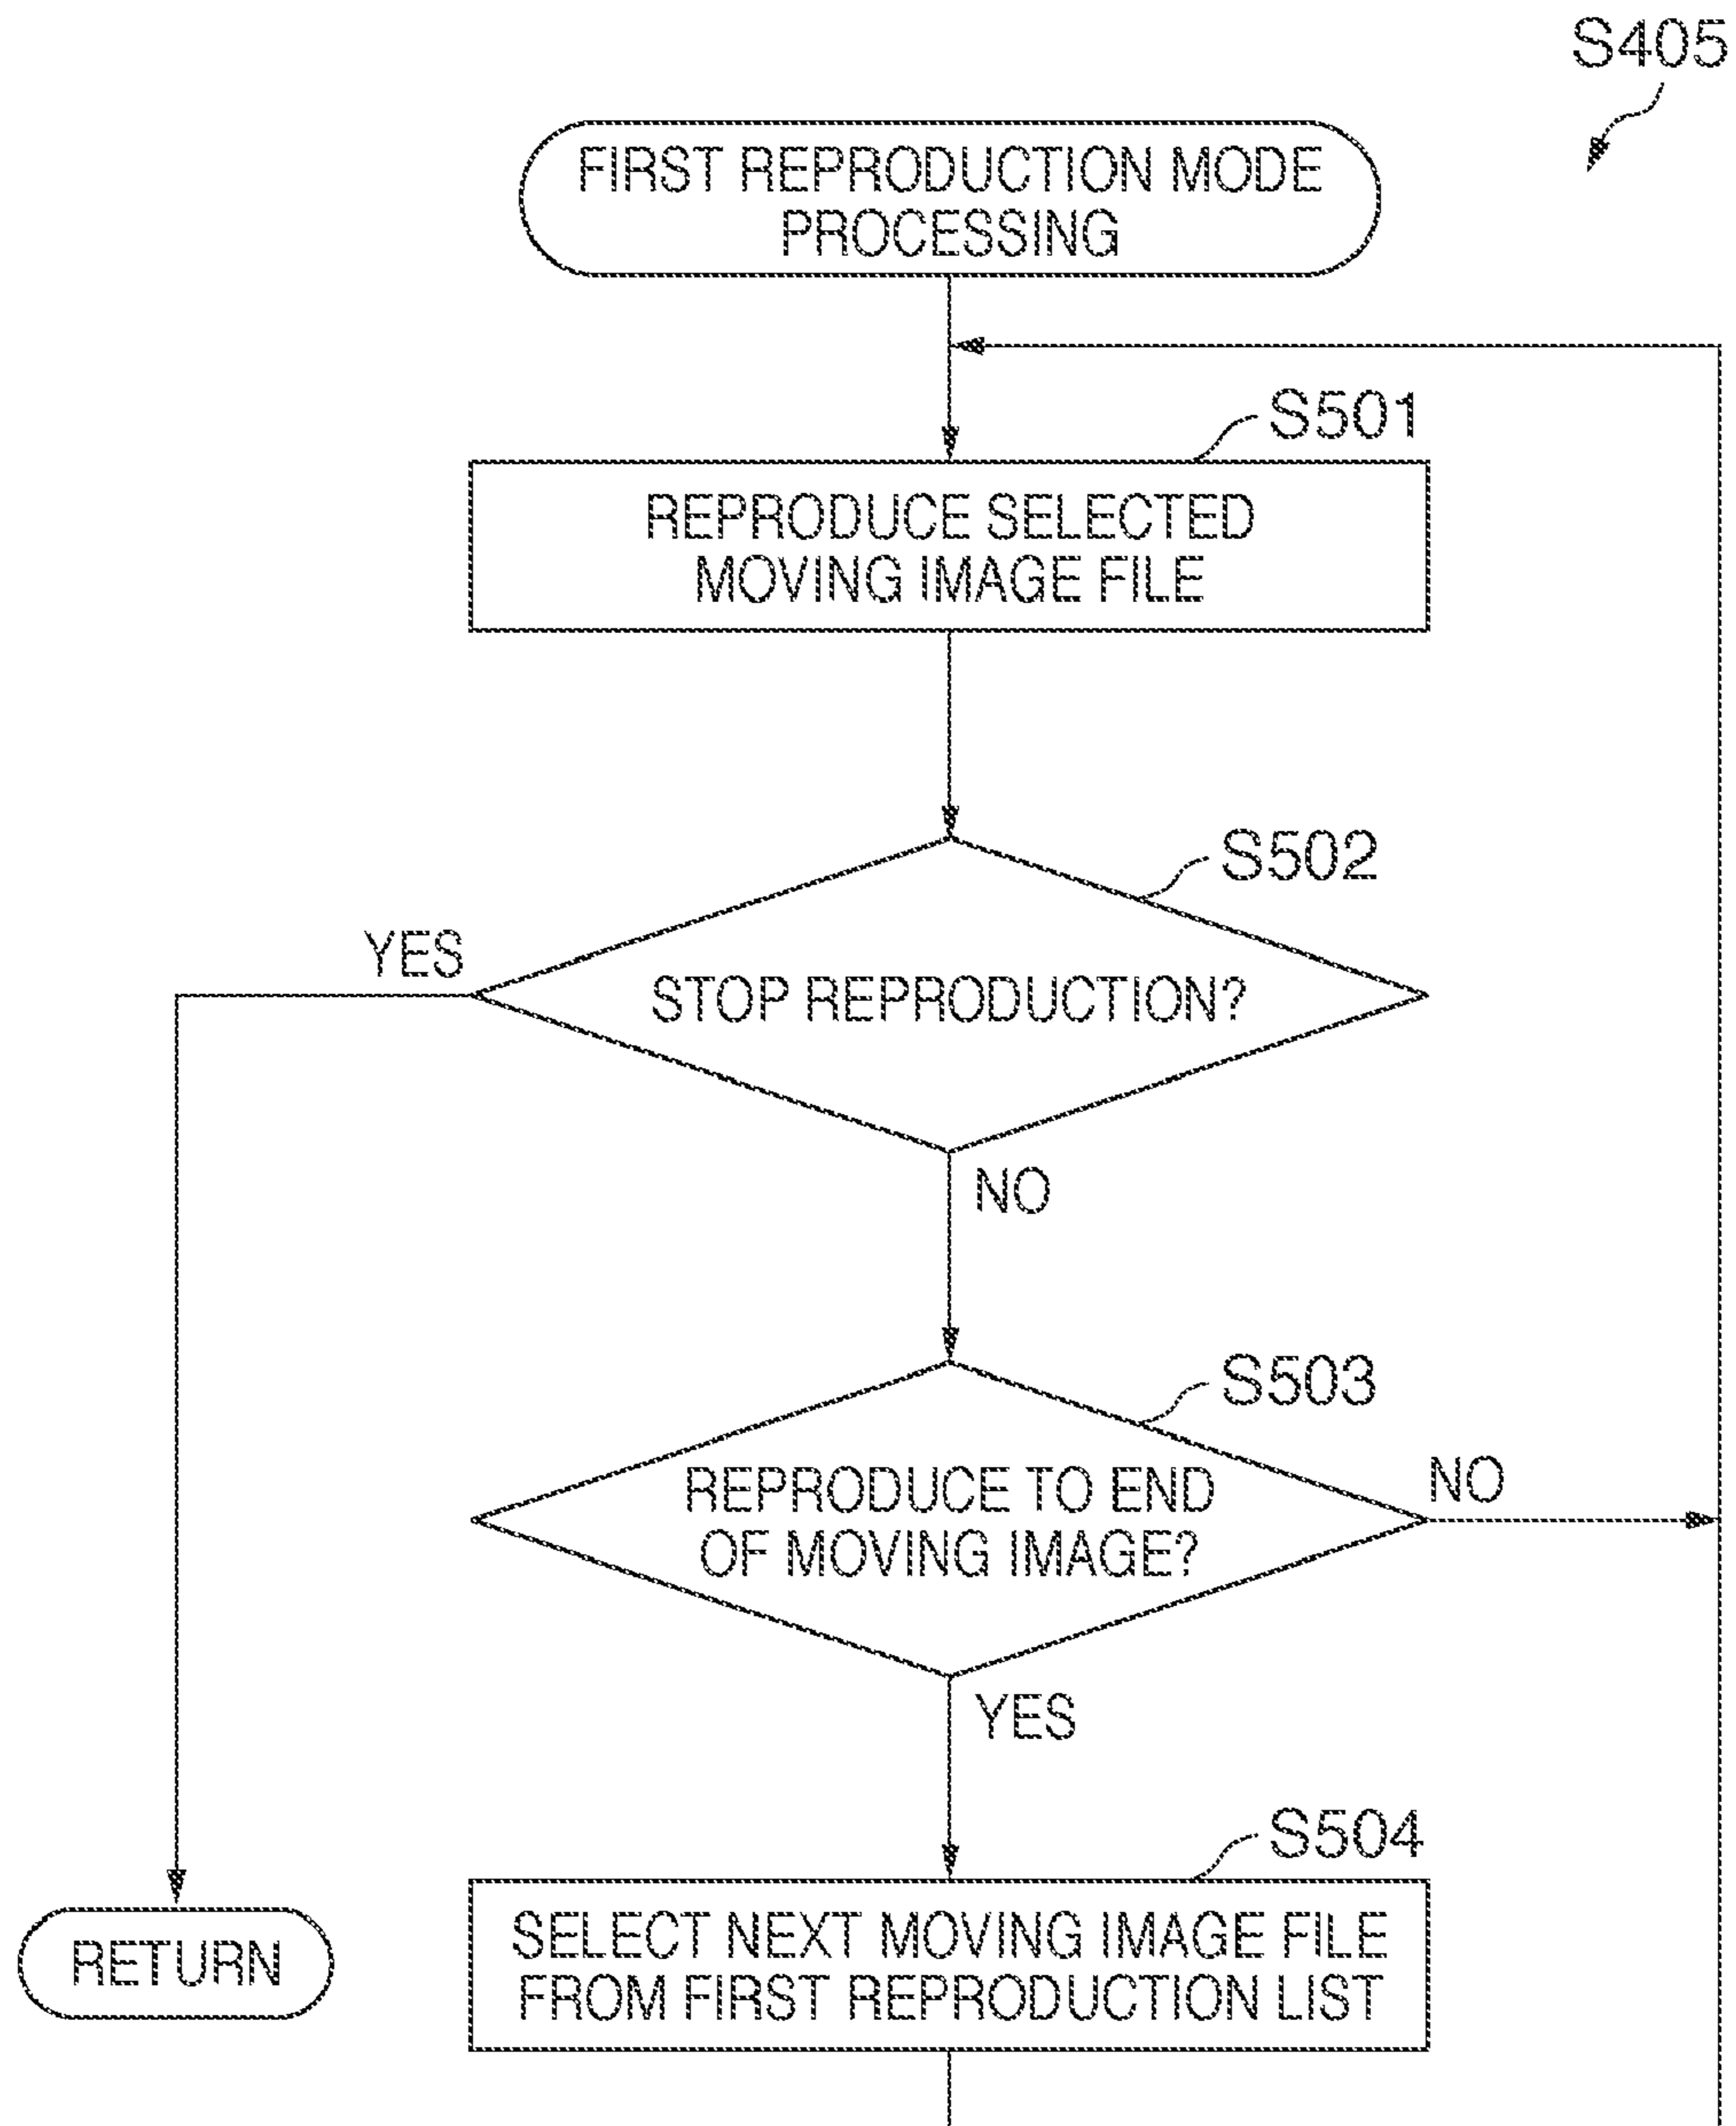 S405
FIRST REPRODUCTION MODE
PROCESSING
S501
REPRODUCE SELECTED
MOVING IMAGE FILE
S502
YES
STOP REPRODUCTION?
NO
S503
REPRODUCE TO END
OF MOVING IMAGE?
NO
YES
S504
SELECT NEXT MOVING IMAGE FILE
FROM FIRST REPRODUCTION LIST
RETURN